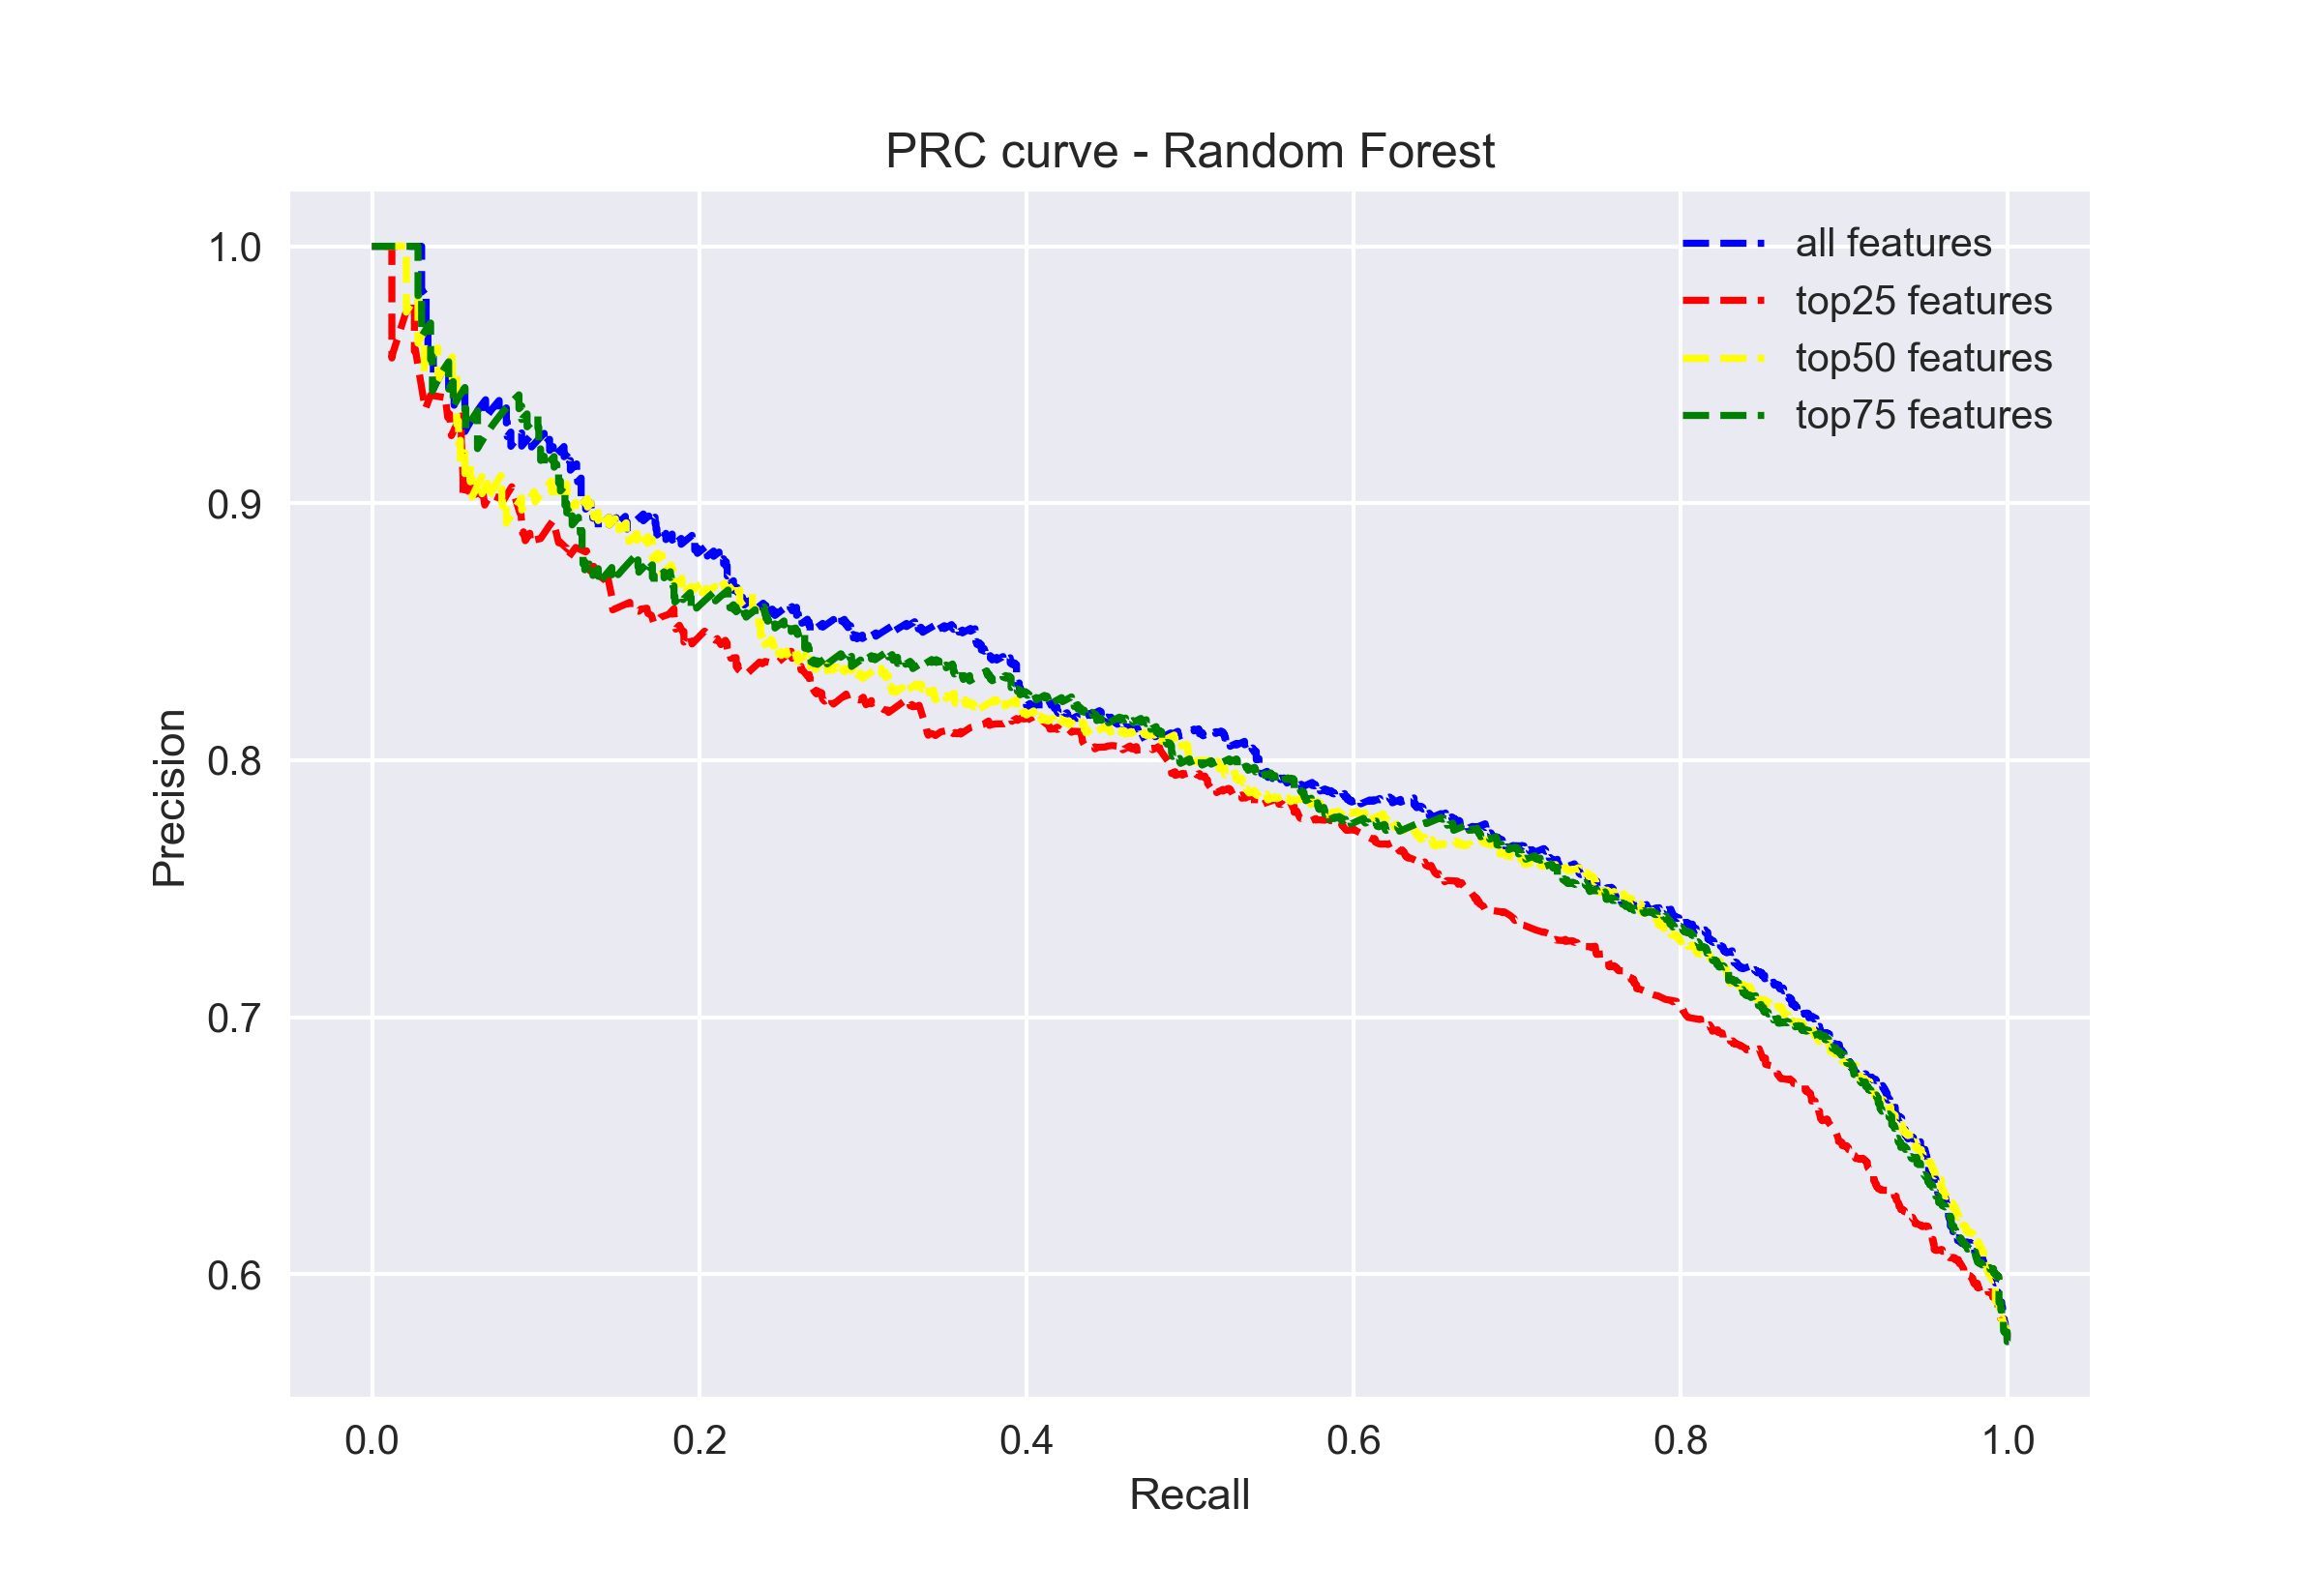 PRC curve - Random Forest
all features
top25 features
top50 features
top75 features
Precision
1.0
0.9
0.8
0.7
0.6
0.0 0.2 0.4 0.6 0.8 1.0
Recall